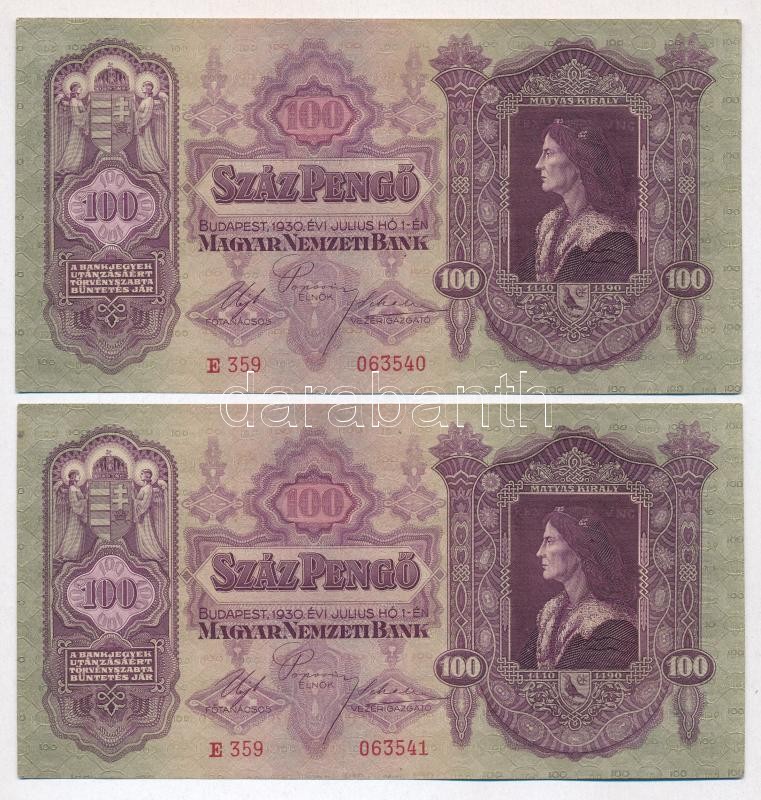 100
MATYAS KIRALY
SZÁZ PENGŐ
100
BUDAPEST, 1930. ÉVI JULIUS HÓ 1-ÉN
MAGYAR NEMZETI BANK
A BANKJEGYEK
UTÁNZÁSÁÉRT
TÖRVÉNYSZABTA
BÜNTETÉS JÁR
100 1440 1490 100
FŐTANÁCSOS ELNÖK VEZÉRIGAZGATÓ
E 359 063540
darabanth
100
MATYAS KIRALY
SZÁZ PENGŐ
100
BUDAPEST, 1930. ÉVI JULIUS HÓ 1-ÉN
MAGYAR NEMZETI BANK
A BANKJEGYEK
UTÁNZÁSÁÉRT
TÖRVÉNYSZABTA
BÜNTETÉS JÁR
100 1440 1490 100
FŐTANÁCSOS ELNÖK VEZÉRIGAZGATÓ
E 359 063541